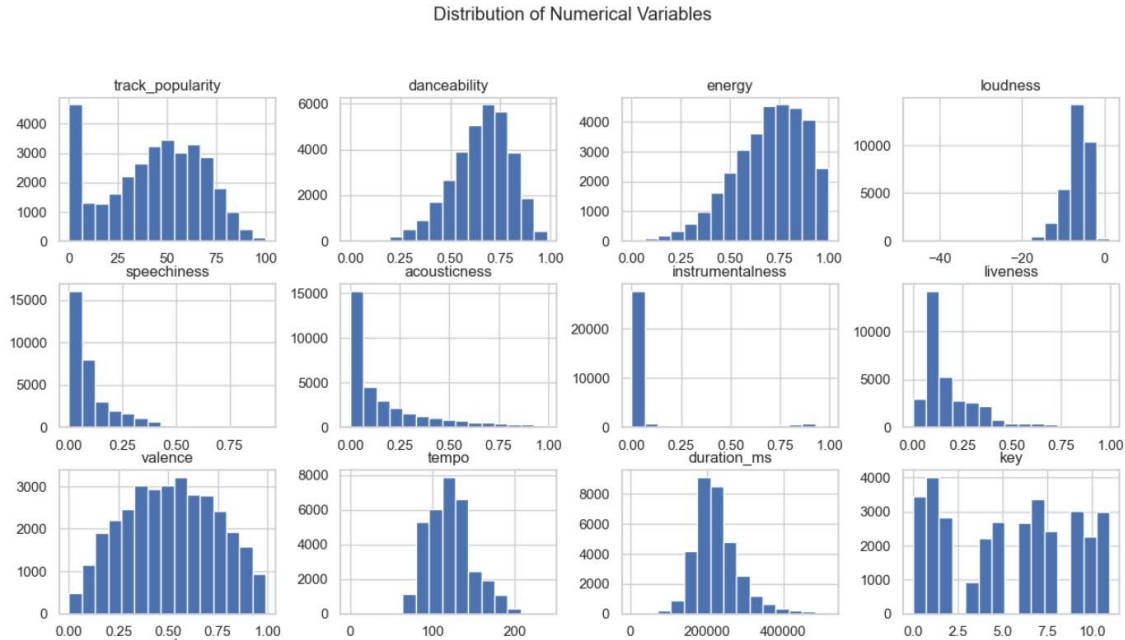 Distribution of Numerical Variables
track_popularity danceability energy loudness
4000 3000 2000 1000 0
6000 4000 2000 0
4000 3000 2000 1000 0
10000 5000 0
0 25 50 75 100
0.00 0.25 0.50 0.75 1.00
0.00 0.25 0.50 0.75 1.00
−40 −20 0
speechiness acousticness instrumentalness liveness
15000 10000 5000 0
15000 10000 5000 0
20000 10000 0
10000 5000 0
0.00 0.25 0.50 0.75
0.00 0.25 0.50 0.75 1.00
0.00 0.25 0.50 0.75 1.00
0.00 0.25 0.50 0.75 1.00
valence tempo duration_ms key
3000 2000 1000 0
8000 6000 4000 2000 0
8000 6000 4000 2000 0
4000 3000 2000 1000 0
0.00 0.25 0.50 0.75 1.00
0 100 200
0 200000 400000
0.0 2.5 5.0 7.5 10.0